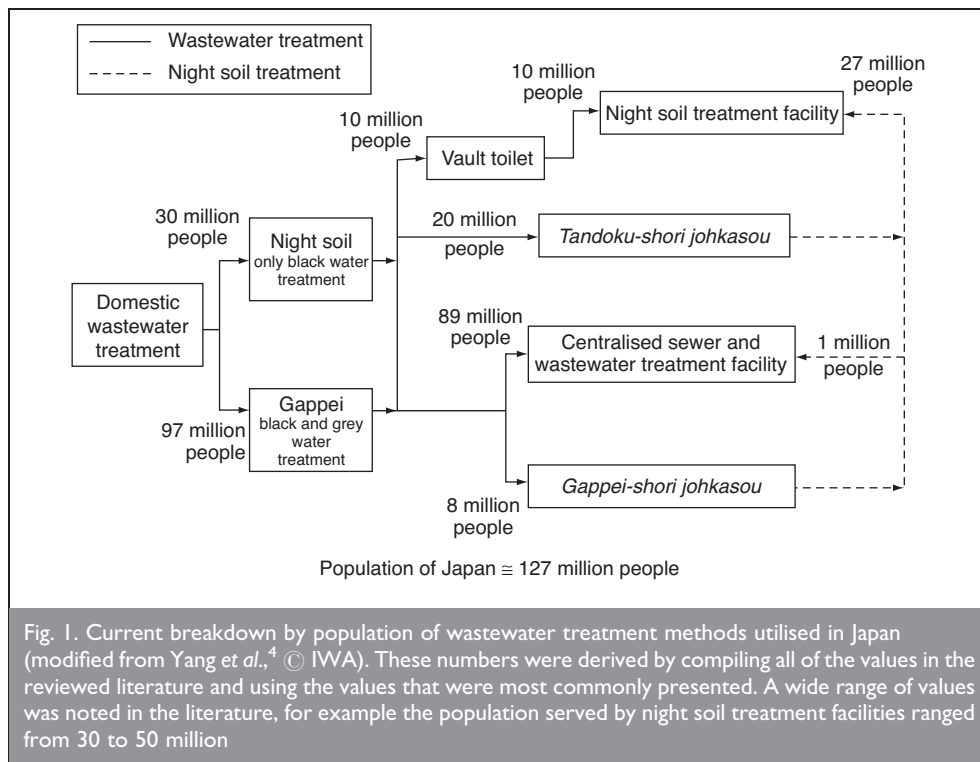 Wastewater treatment
Night soil treatment
10 million
people
27 million
people
Night soil treatment facility
10 million
people
Vault toilet
30 million
people
Night soil
only black water
treatment
20 million
people
Tandoku-shori johkasou
Domestic
wastewater
treatment
89 million
people
Centralised sewer and
wastewater treatment facility
1 million
people
Gappei
black and grey
water
treatment
97 million
people
Gappei-shori johkasou
8 million
people
Population of Japan ≅ 127 million people
Fig. 1. Current breakdown by population of wastewater treatment methods utilised in Japan
(modified from Yang et al.,⁴ © IWA). These numbers were derived by compiling all of the values in the
reviewed literature and using the values that were most commonly presented. A wide range of values
was noted in the literature, for example the population served by night soil treatment facilities ranged
from 30 to 50 million